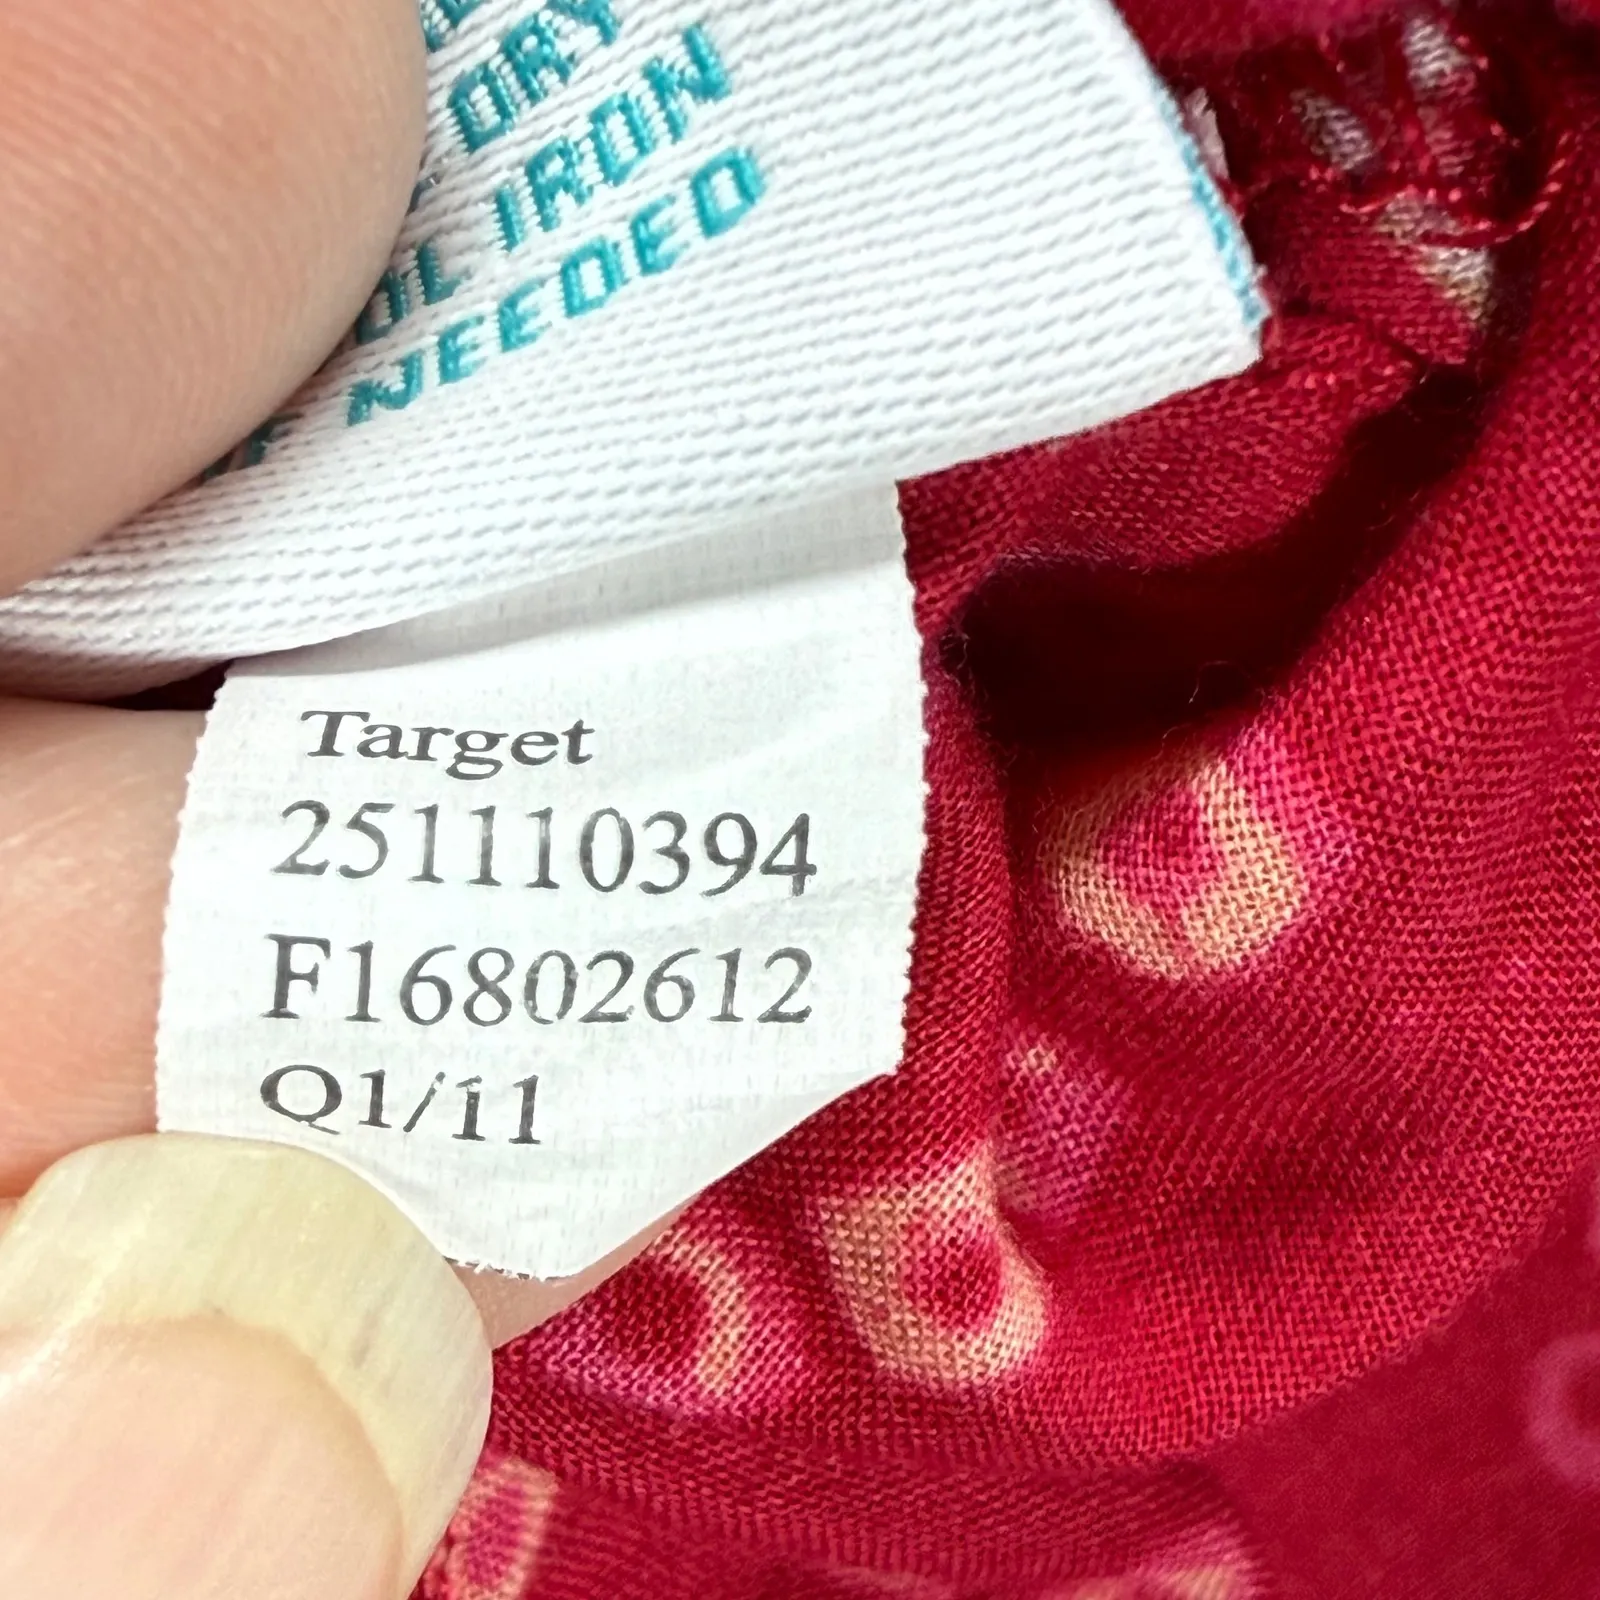 DRY
IRON
NEEDED
Target
251110394
F16802612
Q1/11